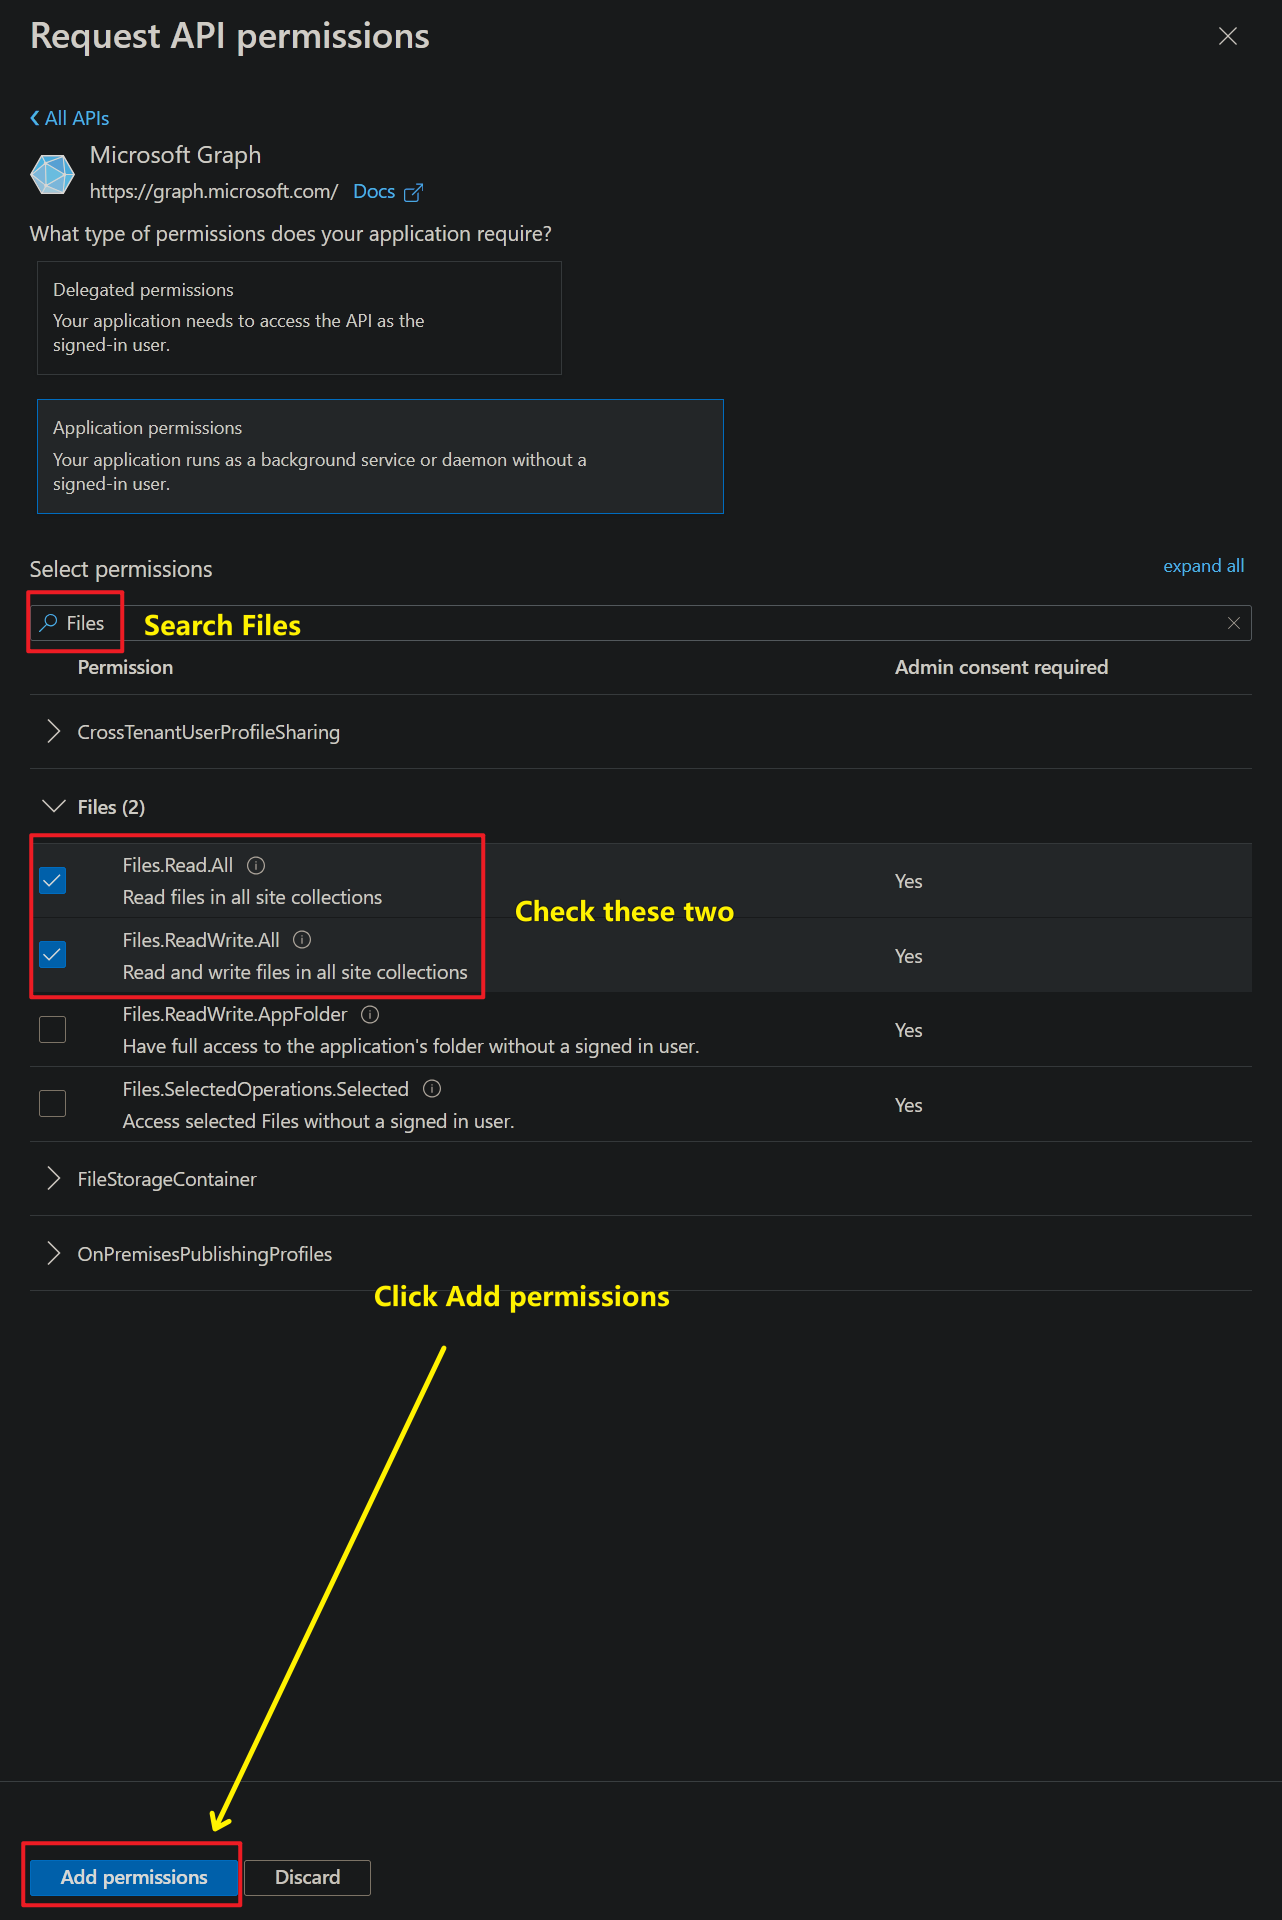 Request API permissions
All APIs
Microsoft Graph
https://graph.microsoft.com/ Docs
What type of permissions does your application require?
Delegated permissions
Your application needs to access the API as the
signed-in user.
Application permissions
Your application runs as a background service or daemon without a
signed-in user.
Select permissions
expand all
Files
Search Files
Permission
Admin consent required
CrossTenantUserProfileSharing
Files (2)
Files.Read.All
Read files in all site collections
Yes
Check these two
Files.ReadWrite.All
Read and write files in all site collections
Yes
Files.ReadWrite.AppFolder
Have full access to the application's folder without a signed in user.
Yes
Files.SelectedOperations.Selected
Access selected Files without a signed in user.
Yes
FileStorageContainer
OnPremisesPublishingProfiles
Click Add permissions
Add permissions
Discard